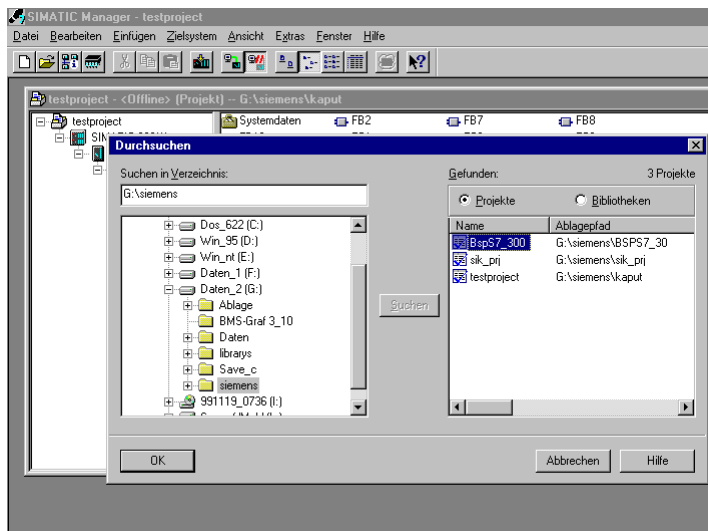 SIMATIC Manager - testproject
Datei Bearbeiten Einfügen Zielsystem Ansicht Extras Fenster Hilfe
testproject - <Offline> (Projekt) -- G:\siemens\kaput
testproject
Systemdaten FB2 FB7 FB8
Durchsuchen
Suchen in Verzeichnis:
G:\siemens
Dos_622 (C:)
Win_95 (D:)
Win_nt (E:)
Daten_1 (F:)
Daten_2 (G:)
Ablage
BMS-Graf 3_10
Daten
librarys
Save_c
siemens
991119_0736 (I:)
Suchen
Gefunden: 3 Projekte
Projekte Bibliotheken
Name Ablagepfad
BspS7_300 G:\siemens\BSPS7_30
sik_prj G:\siemens\sik_prj
testproject G:\siemens\kaput
OK Abbrechen Hilfe